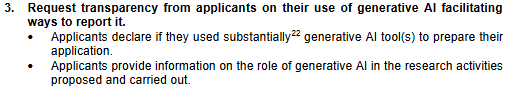 3. Request transparency from applicants on their use of generative AI facilitating
ways to report it.
• Applicants declare if they used substantially22 generative AI tool(s) to prepare their
application.
• Applicants provide information on the role of generative AI in the research activities
proposed and carried out.